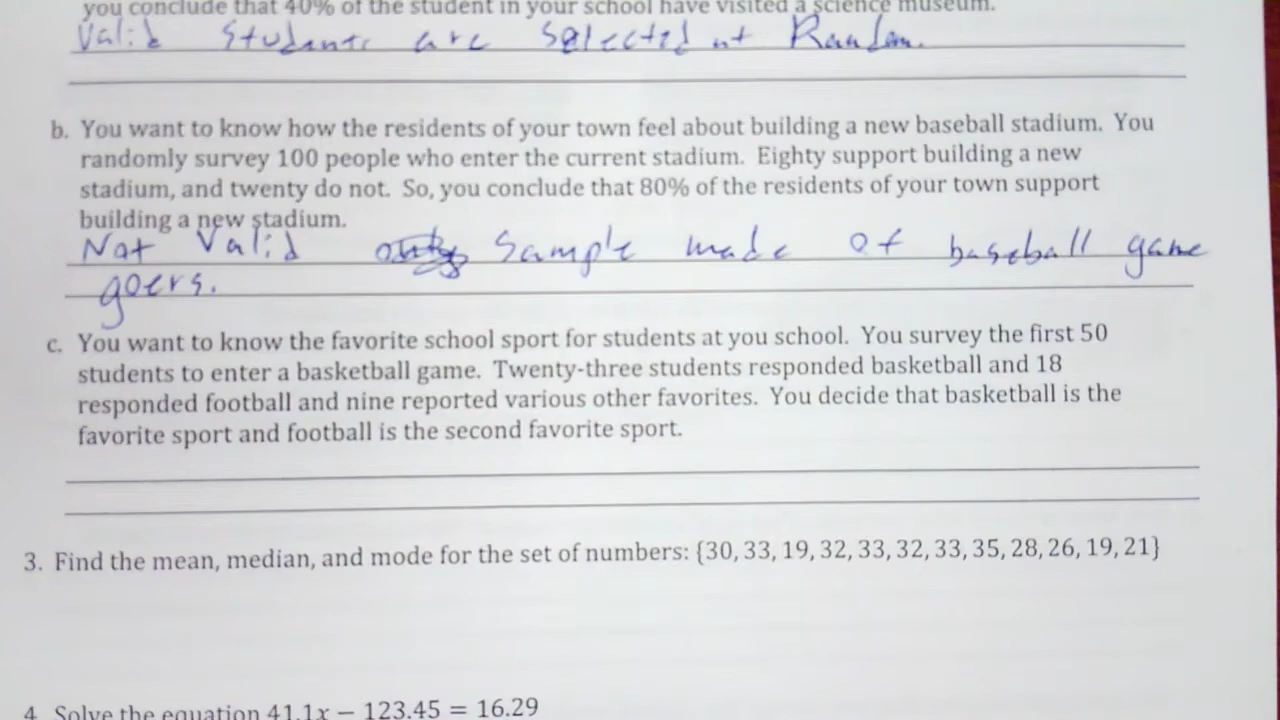 you conclude that 40% of the student in your school have visited a science museum.
Valid Students are Selected at Random.
b. You want to know how the residents of your town feel about building a new baseball stadium. You
randomly survey 100 people who enter the current stadium. Eighty support building a new
stadium, and twenty do not. So, you conclude that 80% of the residents of your town support
building a new stadium.
Not Valid Sample made of baseball game
goers.
c. You want to know the favorite school sport for students at you school. You survey the first 50
students to enter a basketball game. Twenty-three students responded basketball and 18
responded football and nine reported various other favorites. You decide that basketball is the
favorite sport and football is the second favorite sport.
3. Find the mean, median, and mode for the set of numbers: {30, 33, 19, 32, 33, 32, 33, 35, 28, 26, 19, 21}
4. Solve the equation 41.1x − 123.45 = 16.29